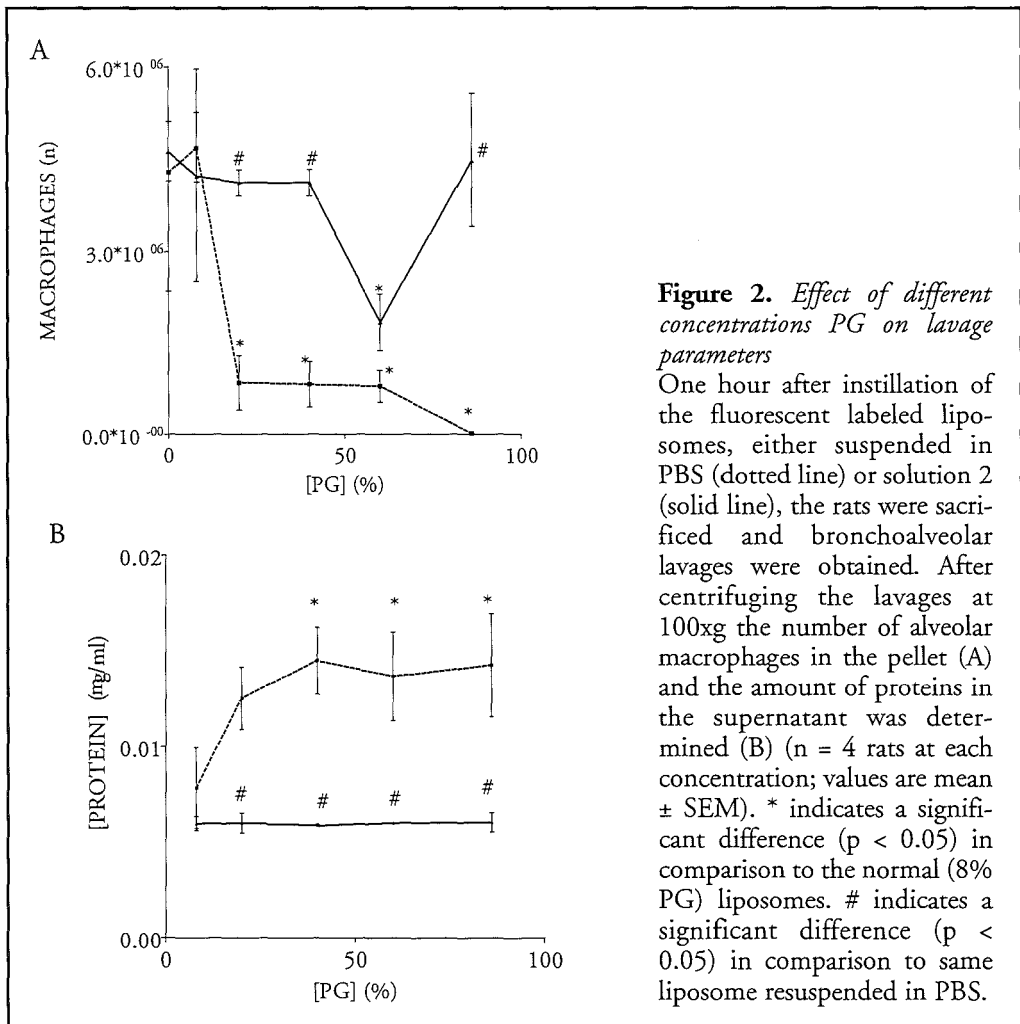 A
6.0*10 06
#
#
#
MACROPHAGES (n)
3.0*10 06
*
*
*
*
*
0.0*10 -00
0
50
100
[PG] (%)
B
0.02
*
*
*
[PROTEIN] (mg/ml)
0.01
#
#
#
#
0.00
0
50
100
[PG] (%)
Figure 2. Effect of different
concentrations PG on lavage
parameters
One hour after instillation of
the fluorescent labeled lipo-
somes, either suspended in
PBS (dotted line) or solution 2
(solid line), the rats were sacri-
ficed and bronchoalveolar
lavages were obtained. After
centrifuging the lavages at
100xg the number of alveolar
macrophages in the pellet (A)
and the amount of proteins in
the supernatant was deter-
mined (B) (n = 4 rats at each
concentration; values are mean
± SEM). * indicates a signifi-
cant difference (p < 0.05) in
comparison to the normal (8%
PG) liposomes. # indicates a
significant difference (p <
0.05) in comparison to same
liposome resuspended in PBS.